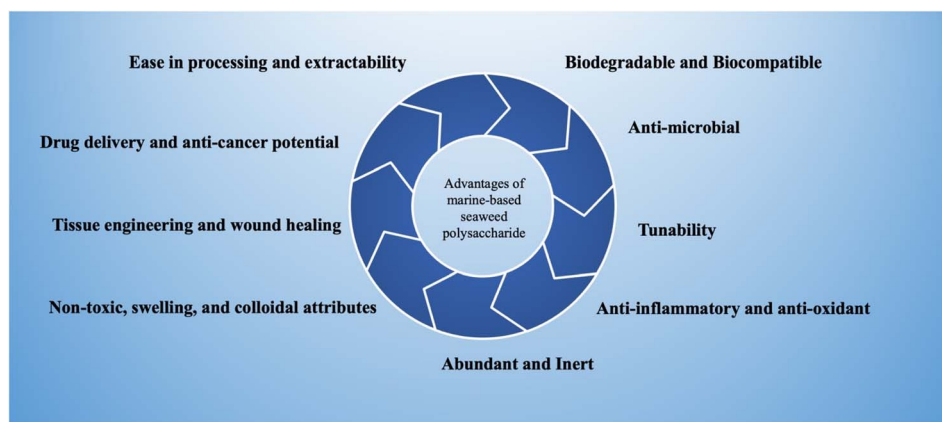 Ease in processing and extractability
Biodegradable and Biocompatible
Drug delivery and anti-cancer potential
Anti-microbial
Advantages of
marine-based
seaweed
polysaccharide
Tissue engineering and wound healing
Tunability
Non-toxic, swelling, and colloidal attributes
Anti-inflammatory and anti-oxidant
Abundant and Inert